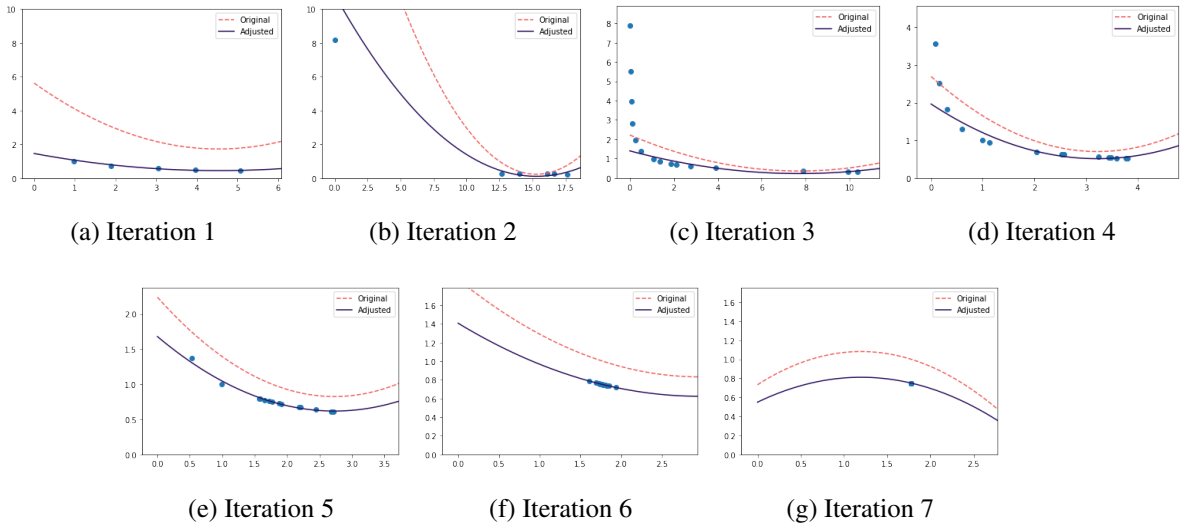 Original
Adjusted
10
8
6
4
2
0
0 1 2 3 4 5 6
(a) Iteration 1
Original
Adjusted
10
8
6
4
2
0
0.0 2.5 5.0 7.5 10.0 12.5 15.0 17.5
(b) Iteration 2
Original
Adjusted
8
7
6
5
4
3
2
1
0
0 2 4 6 8 10
(c) Iteration 3
Original
Adjusted
4
3
2
1
0
0 1 2 3 4
(d) Iteration 4
Original
Adjusted
2.0
1.5
1.0
0.5
0.0
0.0 0.5 1.0 1.5 2.0 2.5 3.0 3.5
(e) Iteration 5
Original
Adjusted
1.6
1.4
1.2
1.0
0.8
0.6
0.4
0.2
0.0
0.0 0.5 1.0 1.5 2.0 2.5
(f) Iteration 6
Original
Adjusted
1.6
1.4
1.2
1.0
0.8
0.6
0.4
0.2
0.0
0.0 0.5 1.0 1.5 2.0 2.5
(g) Iteration 7